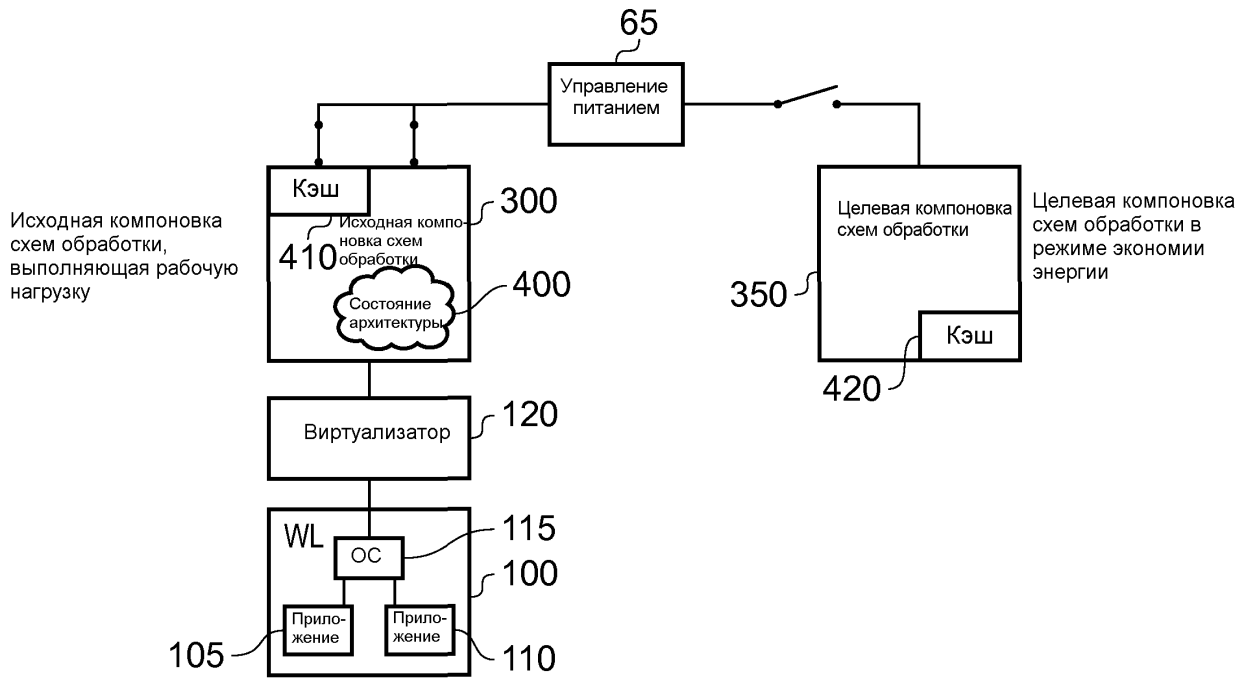 65
Управление
питанием
Кэш
300
Исходная компо-
новка схем
обработки
410
Исходная компоновка
схем обработки,
выполняющая рабочую
нагрузку
400
Состояние
архитектуры
Целевая компоновка
схем обработки
Целевая компоновка
схем обработки в
режиме экономии
энергии
350
Кэш
420
Виртуализатор
120
WL
115
ОС
100
Прило-
жение
Прило-
жение
105
110